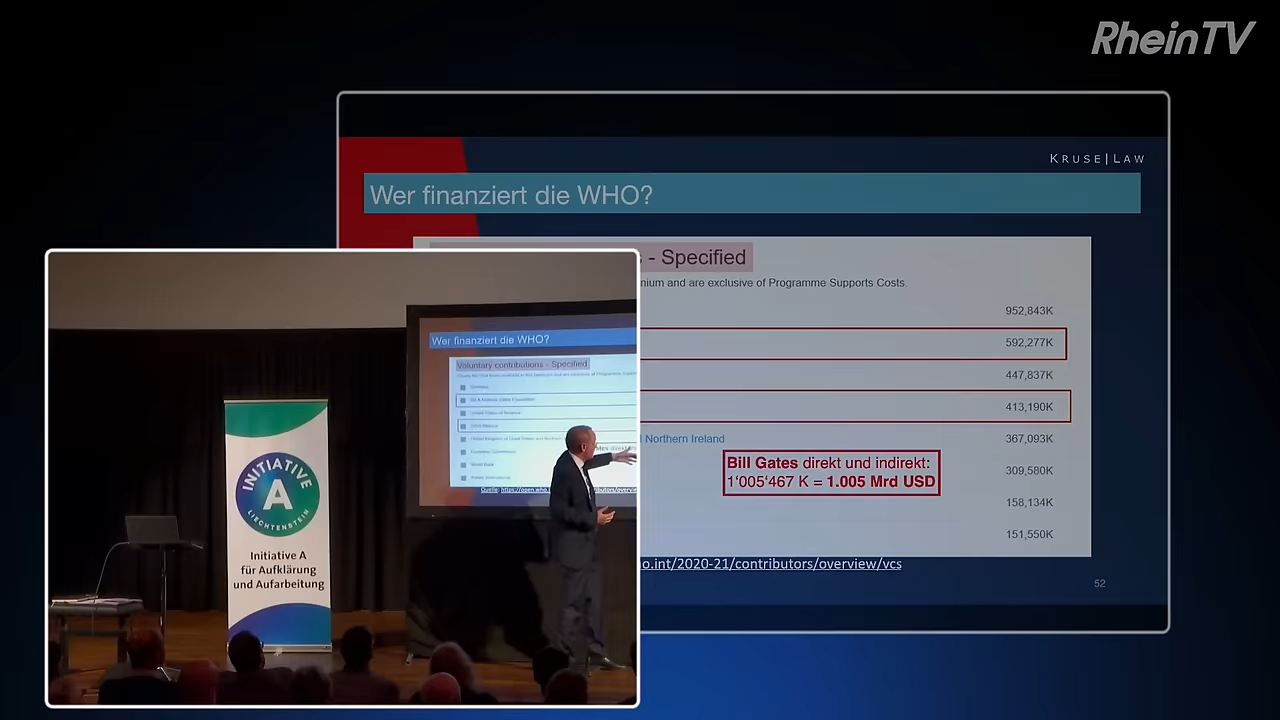 RheinTV
KRUSE|LAW
Wer finanziert die WHO?
- Specified
nium and are exclusive of Programme Supports Costs.
952,843K
592,277K
447,837K
413,190K
Northern Ireland 367,093K
309,580K
158,134K
151,550K
Bill Gates direkt und indirekt:
1'005'467 K = 1.005 Mrd USD
o.int/2020-21/contributors/overview/vcs
52
Wer finanziert die WHO?
Voluntary contributions - Specified
INITIATIVE
A
LIECHTENSTEIN
Initiative A
für Aufklärung
und Aufarbeitung